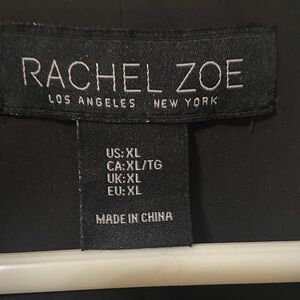 RACHEL ZOE
LOS ANGELES NEW YORK
US:XL
CA:XL/TG
UK:XL
EU:XL
MADE IN CHINA